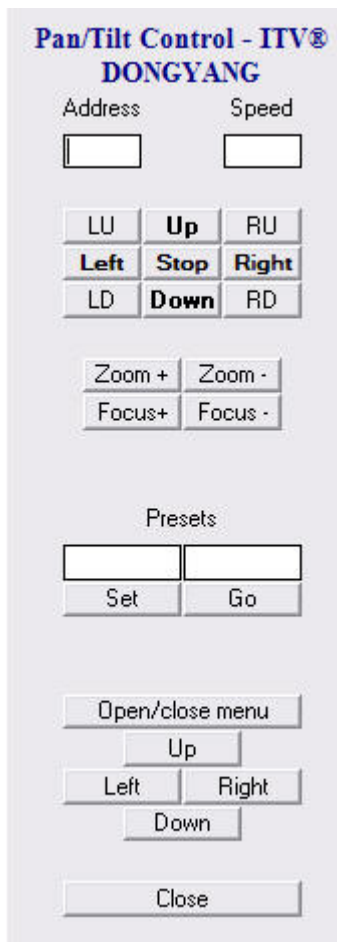 Pan/Tilt Control - ITV®
DONGYANG
Address Speed
LU Up RU
Left Stop Right
LD Down RD
Zoom + Zoom -
Focus+ Focus -
Presets
Set Go
Open/close menu
Up
Left Right
Down
Close